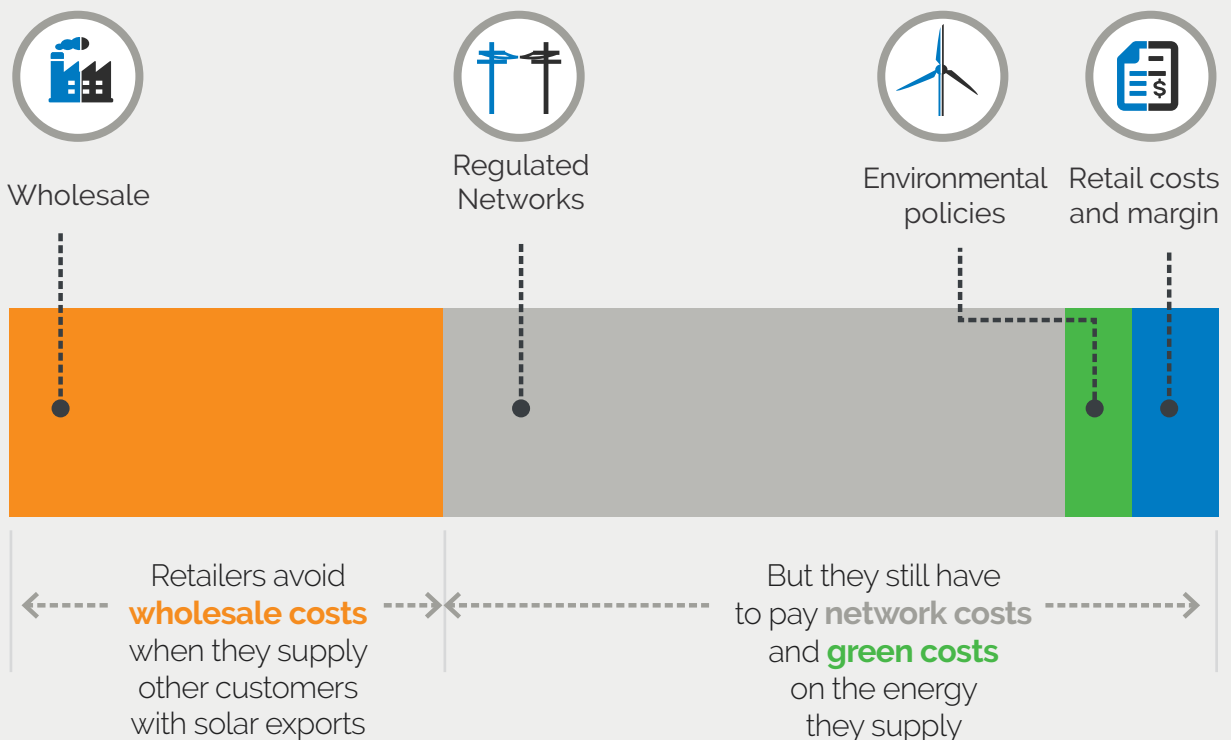 Wholesale
Regulated
Networks
Environmental
policies
Retail costs
and margin
$
Retailers avoid
wholesale costs
when they supply
other customers
with solar exports
But they still have
to pay network costs
and green costs
on the energy
they supply